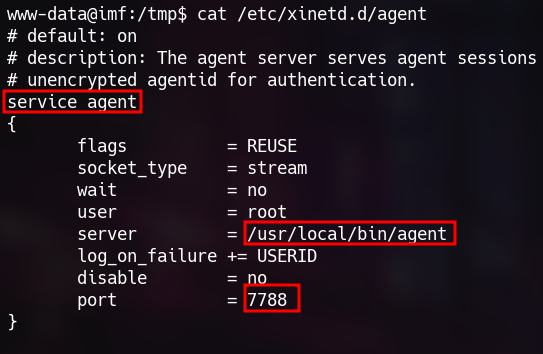 www-data@imf:/tmp$ cat /etc/xinetd.d/agent
# default: on
# description: The agent server serves agent sessions
# unencrypted agentid for authentication.
service agent
{
        flags          = REUSE
        socket_type    = stream
        wait           = no
        user           = root
        server         = /usr/local/bin/agent
        log_on_failure += USERID
        disable        = no
        port           = 7788
}